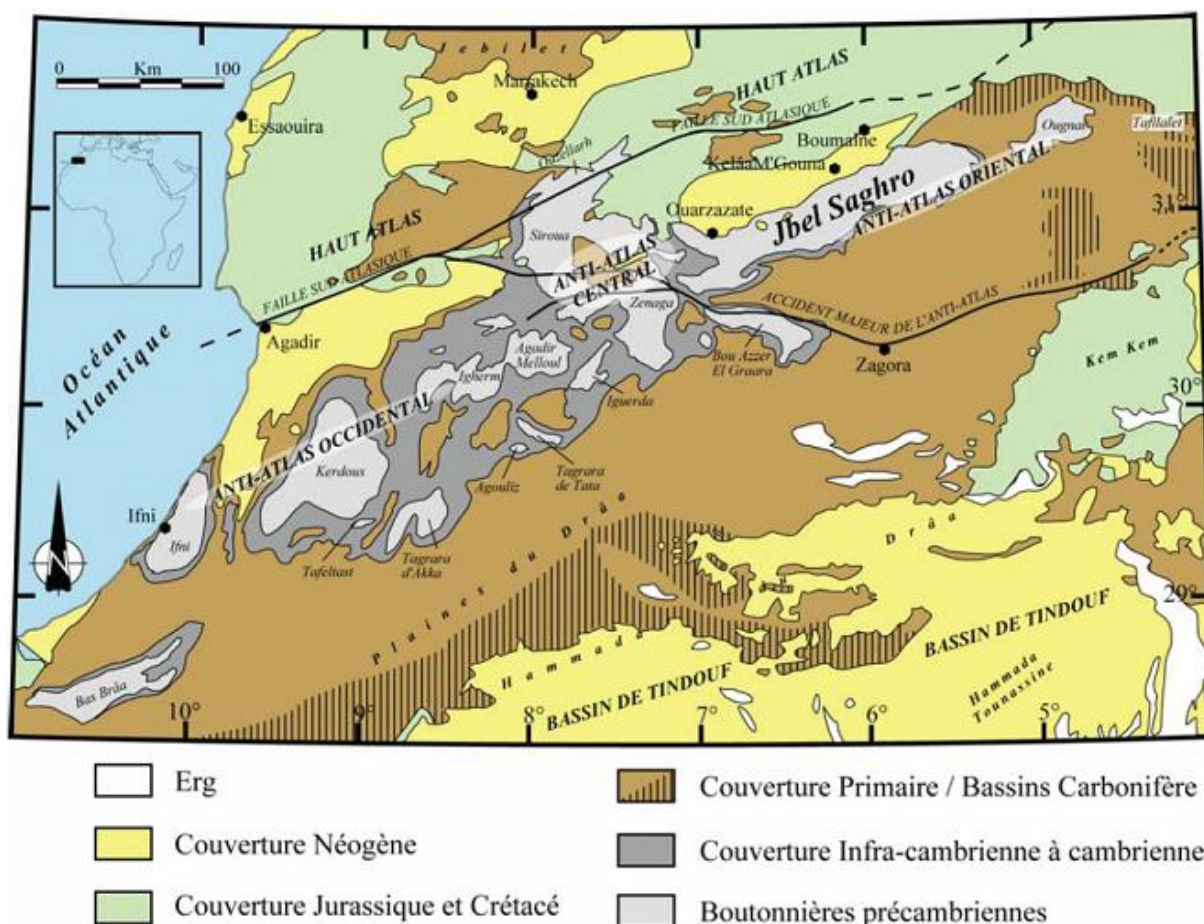 Jebilet
0 Km 100
Marrakech
HAUT ATLAS
Essaouira
FAILLE SUD ATLASIQUE
Ougnat
Tafilalet
Boumalne
Ouzellarh
KelâaM'Gouna
Jbel Saghro
ANTI-ATLAS ORIENTAL
31°
Ouarzazate
HAUT ATLAS
Siroua
ANTI-ATLAS
CENTRAL
FAILLE SUD ATLASIQUE
Zenaga
ACCIDENT MAJEUR DE L'ANTI-ATLAS
Océan
Atlantique
Agadir
Agadir
Melloul
Bou Azzer
El Graara
Zagora
Kem Kem
Igherm
Iguerda
30°
ANTI-ATLAS OCCIDENTAL
Kerdous
Agouliz
Tagrara
de Tata
Ifni
Ifni
Drâa
N
Tafeltast
Tagrara
d'Akka
29°
Plaines du Drâa
BASSIN DE TINDOUF
Hammada
Bas Drâa
BASSIN DE TINDOUF
Hammada
Tounassine
10° 9° 8° 7° 6° 5°
Erg
Couverture Primaire / Bassins Carbonifère
Couverture Néogène
Couverture Infra-cambrienne à cambrienne
Couverture Jurassique et Crétacé
Boutonnières précambriennes